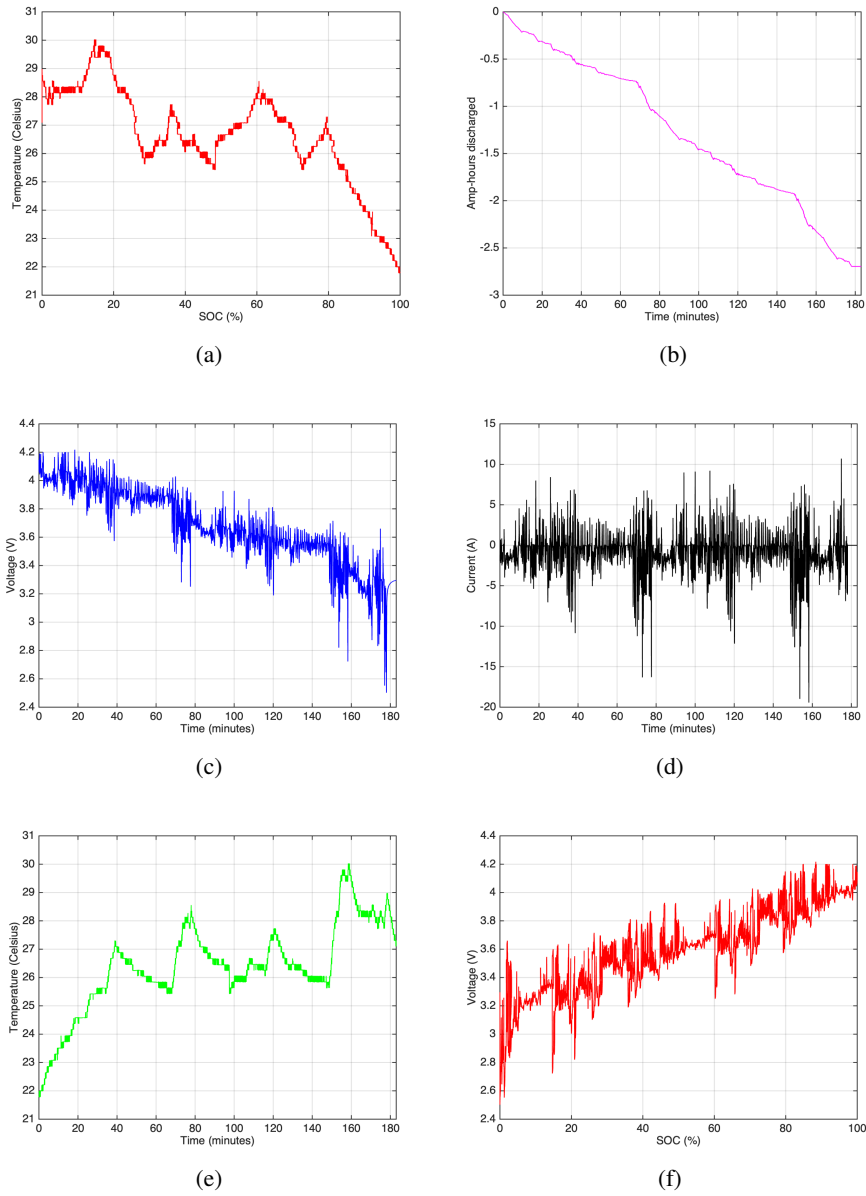 31
30
29
28
27
26
25
24
23
22
21
Temperature (Celsius)
0 20 40 60 80 100
SOC (%)
(a)
0
-0.5
-1
-1.5
-2
-2.5
-3
Amp-hours discharged
0 20 40 60 80 100 120 140 160 180
Time (minutes)
(b)
4.4
4.2
4
3.8
3.6
3.4
3.2
3
2.8
2.6
2.4
Voltage (V)
0 20 40 60 80 100 120 140 160 180
Time (minutes)
(c)
15
10
5
0
-5
-10
-15
-20
Current (A)
0 20 40 60 80 100 120 140 160 180
Time (minutes)
(d)
31
30
29
28
27
26
25
24
23
22
21
Temperature (Celsius)
0 20 40 60 80 100 120 140 160 180
Time (minutes)
(e)
4.4
4.2
4
3.8
3.6
3.4
3.2
3
2.8
2.6
2.4
Voltage (V)
0 20 40 60 80 100
SOC (%)
(f)